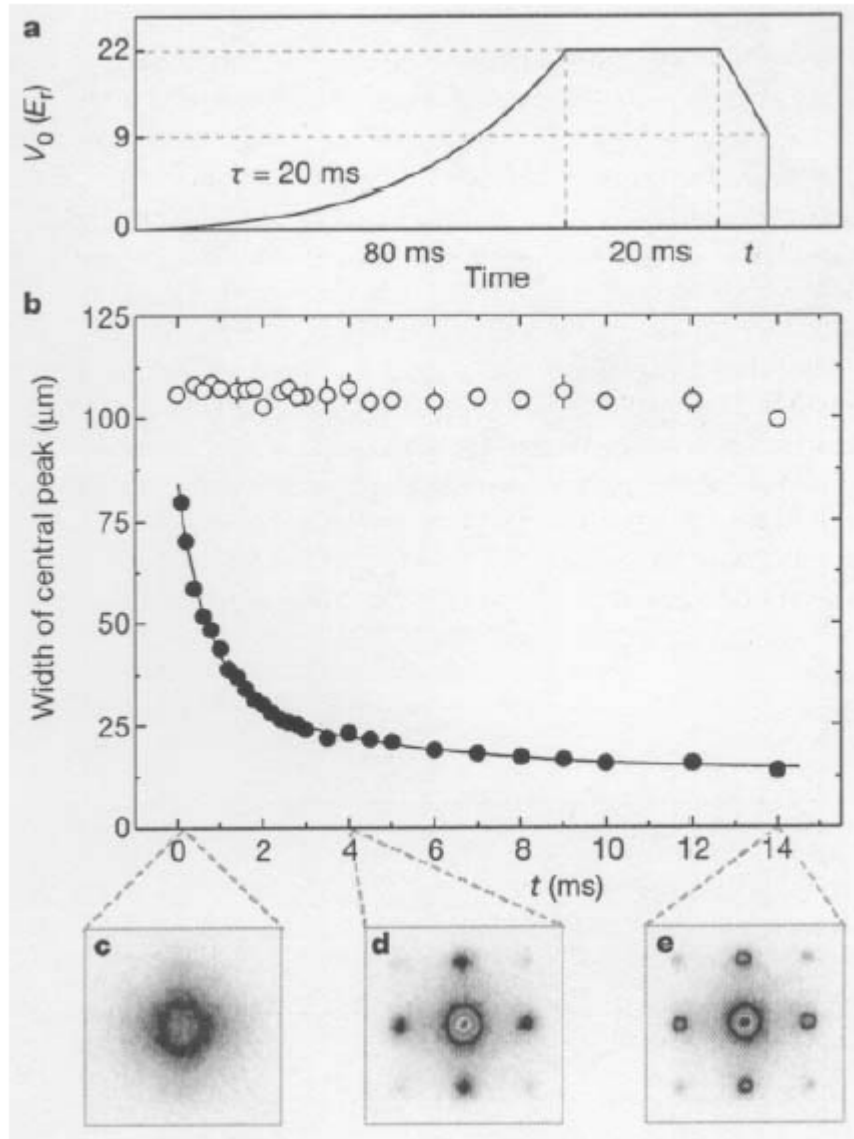 a
22
9
0
V₀ (Eᵣ)
τ = 20 ms
80 ms
20 ms
t
Time
b
125
100
75
50
25
0
Width of central peak (μm)
0
2
4
6
8
10
12
14
t (ms)
c
d
e